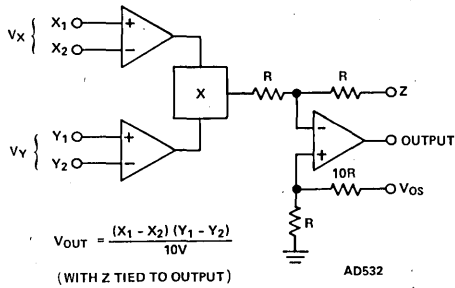 Vx { X1 +
X2 −
X
R R Z
− OUTPUT
+
VY { Y1 +
Y2 −
10R VOS
R
VOUT = (X1 - X2) (Y1 - Y2)
10V
(WITH Z TIED TO OUTPUT)
AD532